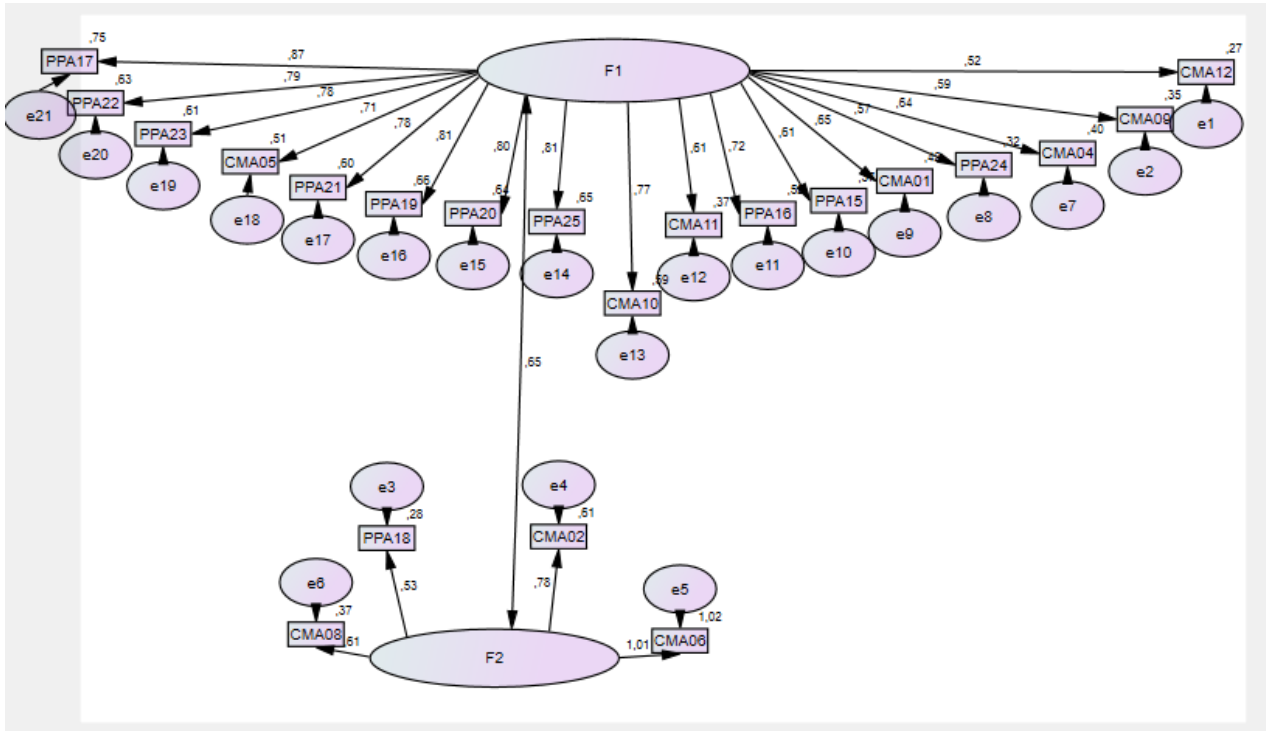 ,75
,87
F1
,52
,27
PPA17
CMA12
,63
,79
,59
PPA22
,35
e21
,61
,78
,64
CMA09
e1
PPA23
,71
,57
,40
e20
,51
,78
,81
,80
,81
,61
,72
,61
,65
,32
CMA04
e2
CMA05
,60
,77
PPA24
e19
PPA21
,66
CMA01
e7
e18
PPA19
,64
PPA20
,65
PPA25
,37
CMA11
PPA16
PPA15
e8
e17
e16
e15
e14
e12
e11
e10
e9
,59
CMA10
e13
,65
e3
e4
,28
PPA18
,61
CMA02
e6
,53
,78
e5
,37
CMA08
,61
1,02
CMA06
1,01
F2